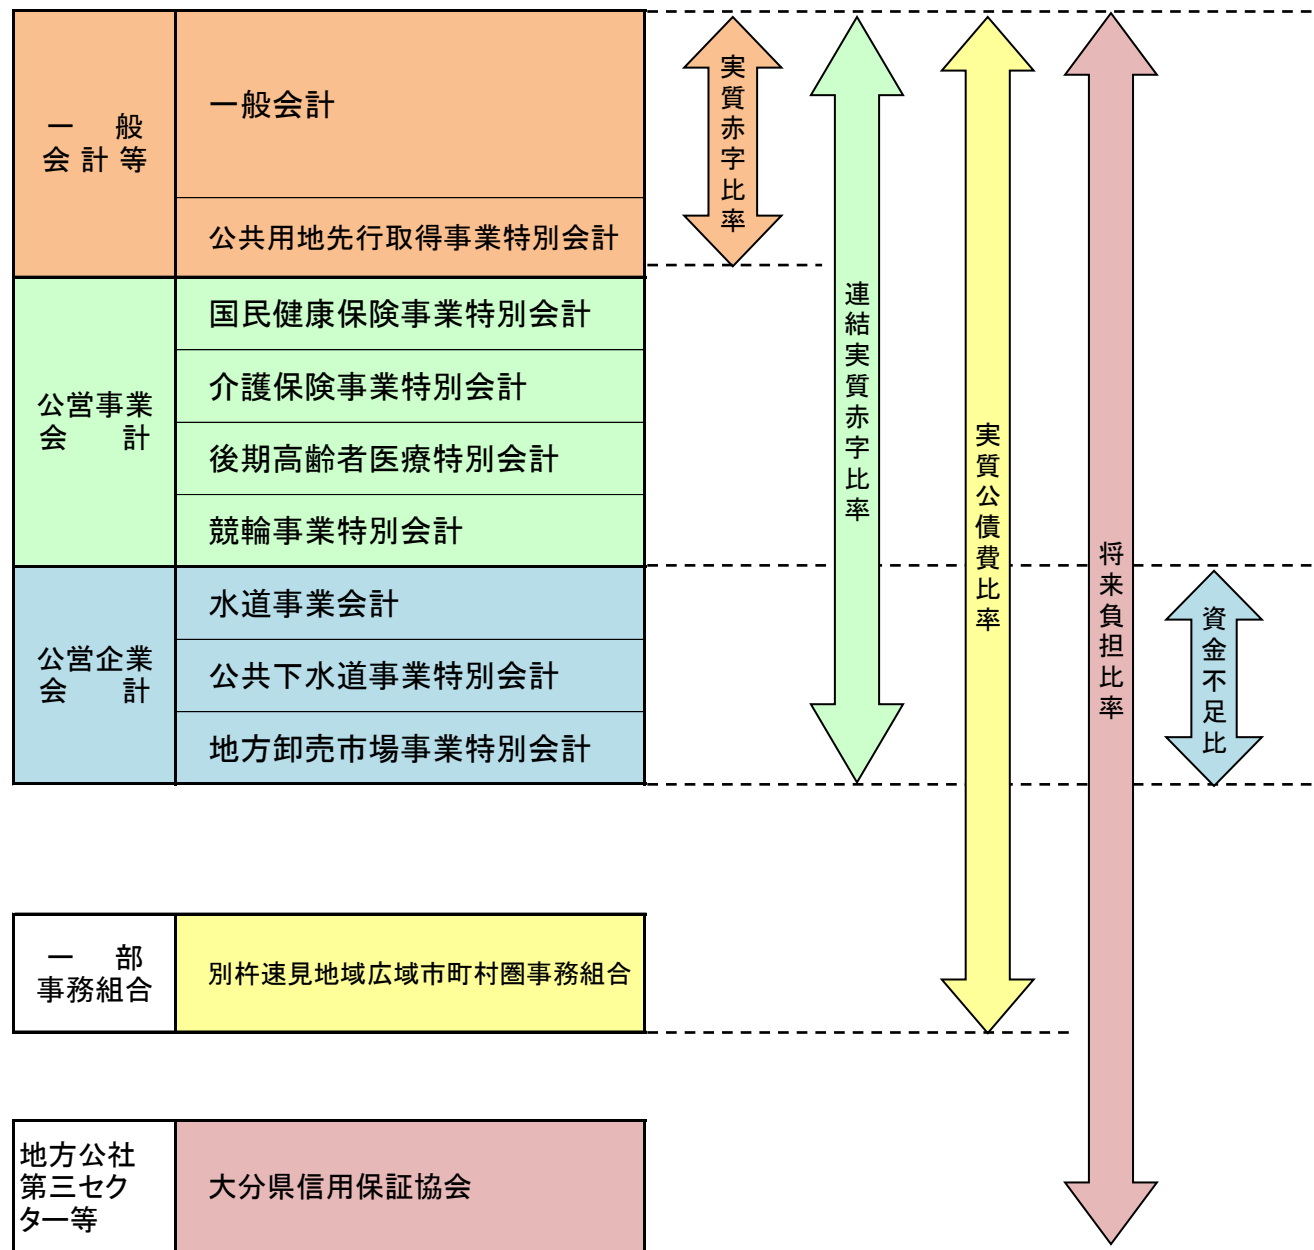 一般
会計等
一般会計
公共用地先行取得事業特別会計
公営事業
会計
国民健康保険事業特別会計
介護保険事業特別会計
後期高齢者医療特別会計
競輪事業特別会計
公営企業
会計
水道事業会計
公共下水道事業特別会計
地方卸売市場事業特別会計
一部
事務組合
別杵速見地域広域市町村圏事務組合
地方公社
第三セク
ター等
大分県信用保証協会
実質赤字比率
連結実質赤字比率
実質公債費比率
将来負担比率
資金不足比